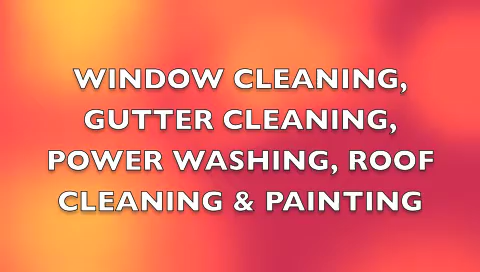 WINDOW CLEANING,
GUTTER CLEANING,
POWER WASHING, ROOF
CLEANING & PAINTING